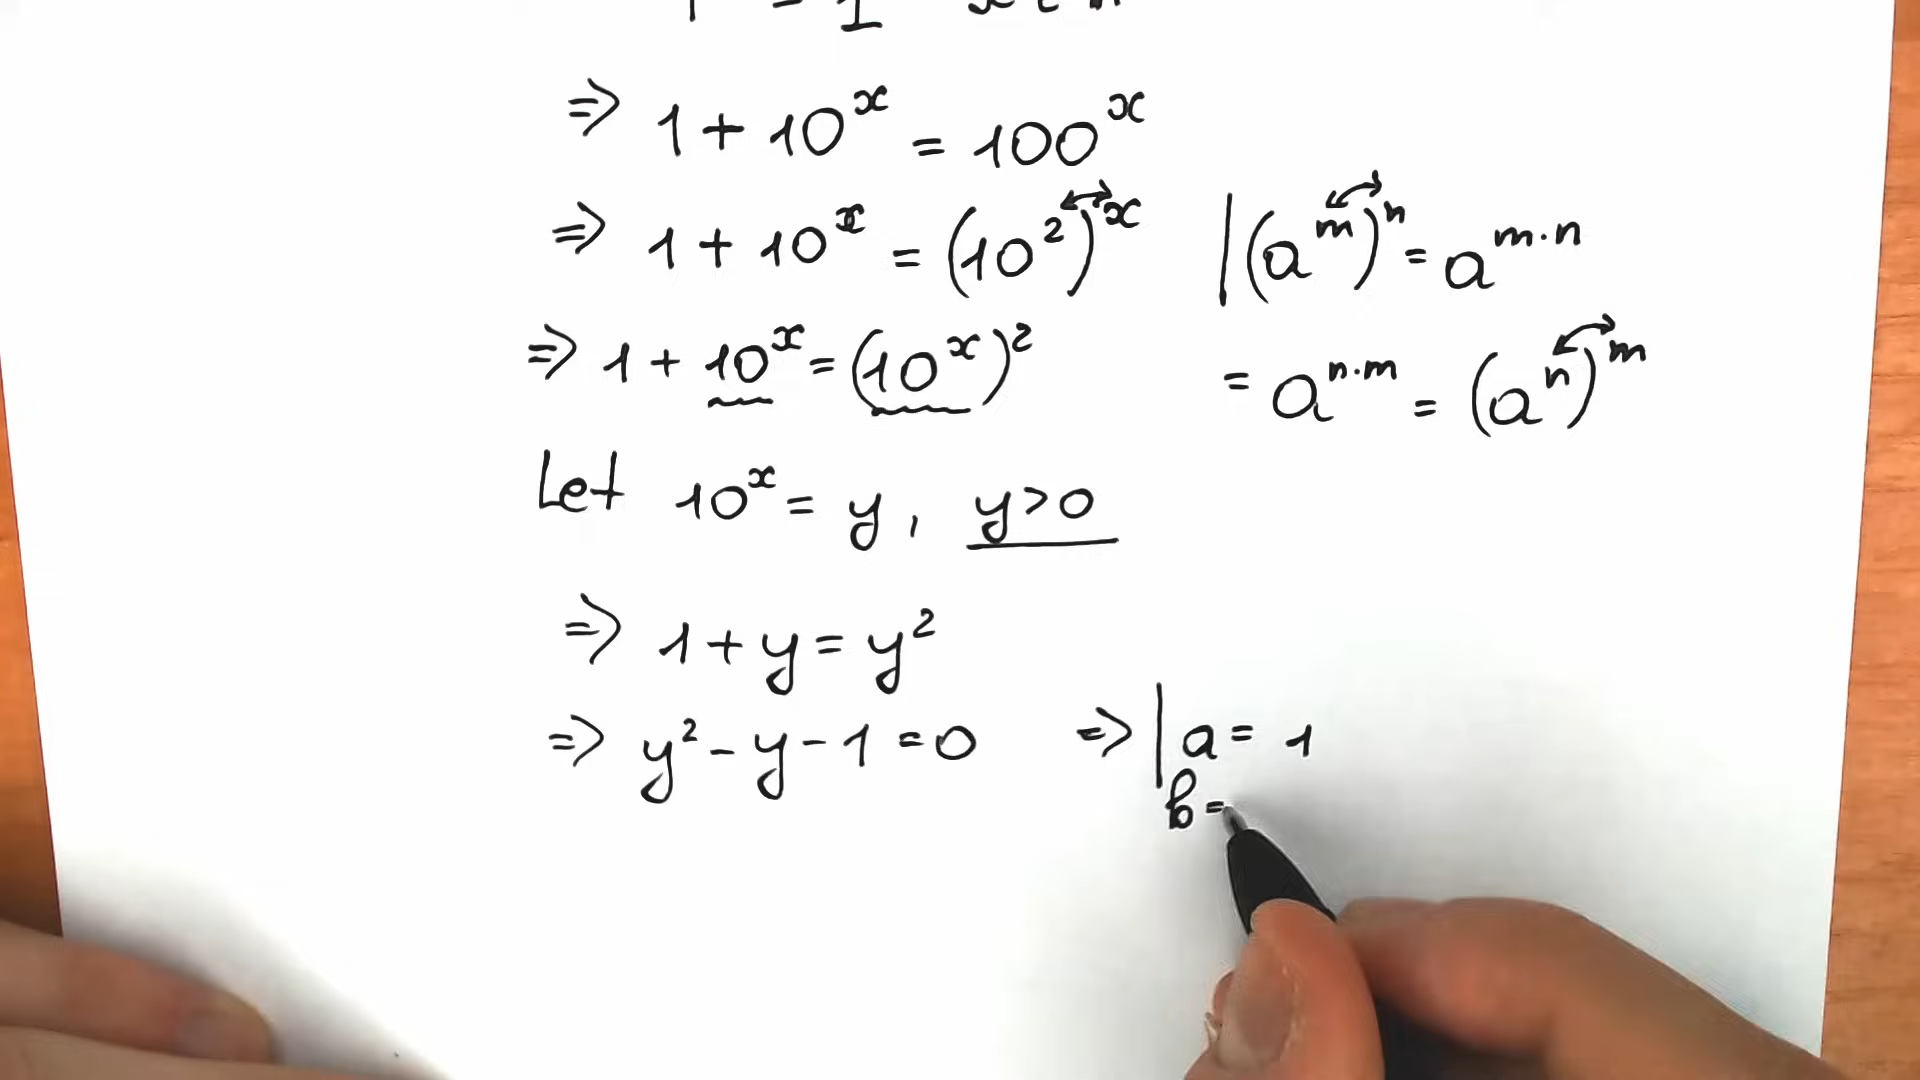 ⇒ 1 + 10^x = 100^x
⇒ 1 + 10^x = (10^2)^x | (a^m)^n = a^{m·n}
⇒ 1 + 10^x = (10^x)^2 = a^{n·m} = (a^n)^m
Let 10^x = y, y > 0
⇒ 1 + y = y^2
⇒ y^2 - y - 1 = 0 ⇒ | a = 1
b =